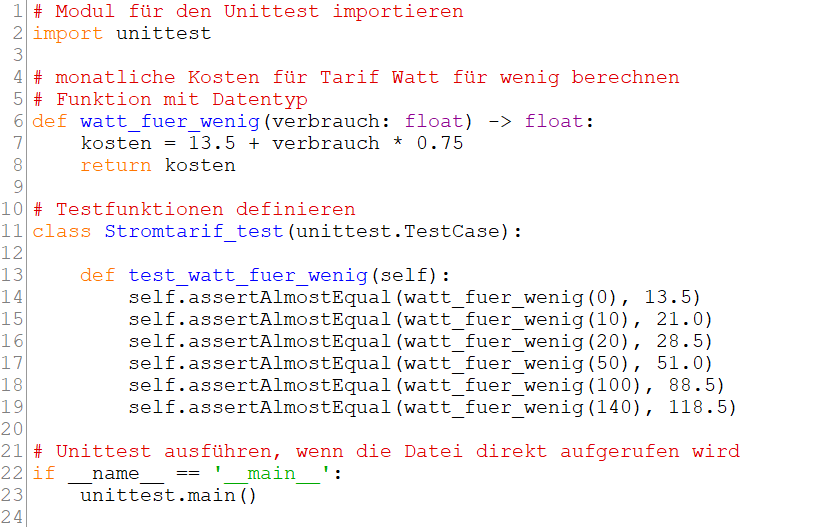 1 # Modul für den Unittest importieren
2 import unittest
3
4 # monatliche Kosten für Tarif Watt für wenig berechnen
5 # Funktion mit Datentyp
6 def watt_fuer_wenig(verbrauch: float) -> float:
7     kosten = 13.5 + verbrauch * 0.75
8     return kosten
9
10 # Testfunktionen definieren
11 class Stromtarif_test(unittest.TestCase):
12
13     def test_watt_fuer_wenig(self):
14         self.assertAlmostEqual(watt_fuer_wenig(0), 13.5)
15         self.assertAlmostEqual(watt_fuer_wenig(10), 21.0)
16         self.assertAlmostEqual(watt_fuer_wenig(20), 28.5)
17         self.assertAlmostEqual(watt_fuer_wenig(50), 51.0)
18         self.assertAlmostEqual(watt_fuer_wenig(100), 88.5)
19         self.assertAlmostEqual(watt_fuer_wenig(140), 118.5)
20
21 # Unittest ausführen, wenn die Datei direkt aufgerufen wird
22 if __name__ == '__main__':
23     unittest.main()
24